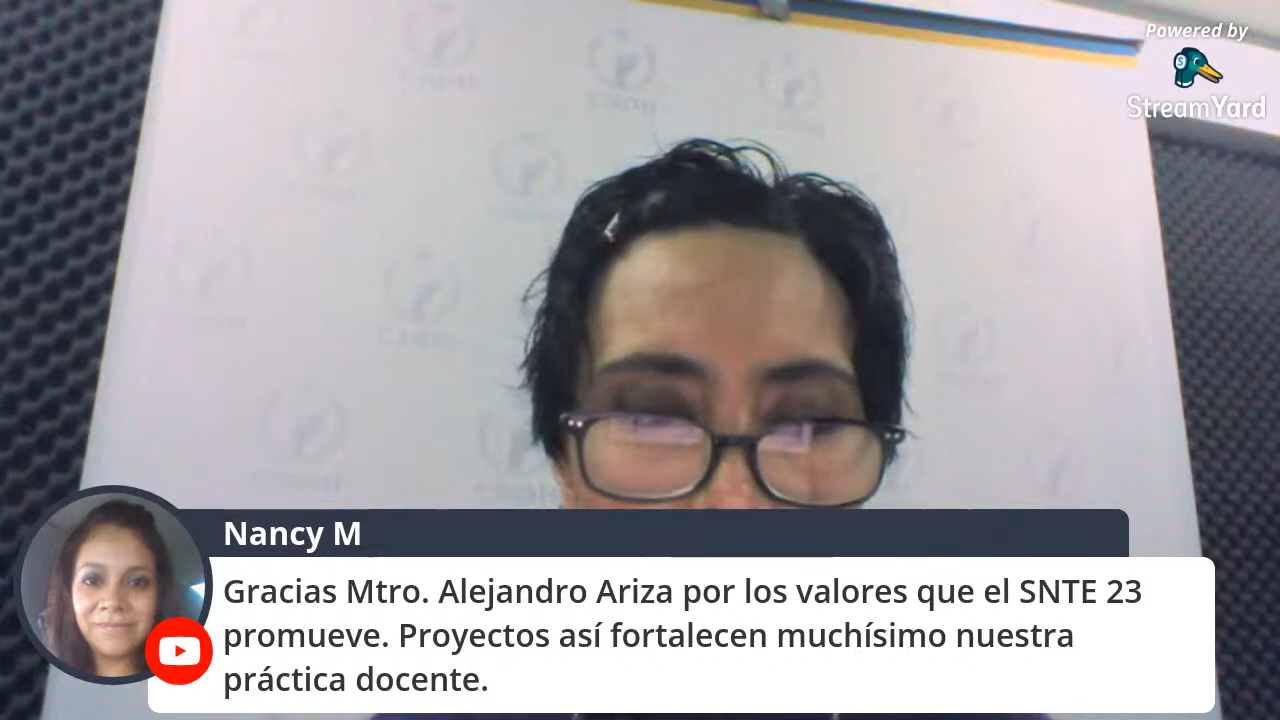 Powered by
StreamYard
Nancy M
Gracias Mtro. Alejandro Ariza por los valores que el SNTE 23
promueve. Proyectos así fortalecen muchísimo nuestra
práctica docente.